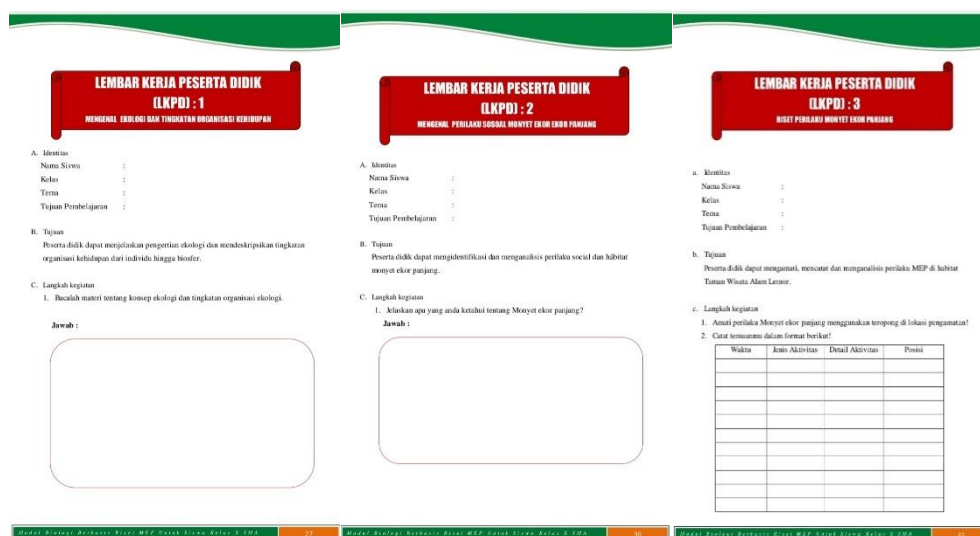 LEMBAR KERJA PESERTA DIDIK
(LKPD) : 1
MENGENAL EKOLOGI DAN TINGKATAN ORGANISASI KEHIDUPAN
A. Identitas
Nama Siswa :
Kelas :
Tema :
Tujuan Pembelajaran :
B. Tujuan
Peserta didik dapat menjelaskan pengertian ekologi dan mendeskripsikan tingkatan
organisasi kehidupan dari individu hingga biosfer.
C. Langkah kegiatan
1. Bacalah materi tentang konsep ekologi dan tingkatan organisasi ekologi.
Jawab :
Modul Biologi Berbasis Riset MEP Untuk Siswa Kelas X SMA 27
LEMBAR KERJA PESERTA DIDIK
(LKPD) : 2
MENGENAL PERILAKU SOSOAL MONYET EKOR EKOR PANJANG
A. Identitas
Nama Siswa :
Kelas :
Tema :
Tujuan Pembelajaran :
B. Tujuan
Peserta didik dapat mengidentifikasi dan menganalisis perilaku social dan habitat
monyet ekor panjang.
C. Langkah kegiatan
1. Jelaskan apa yang anda ketahui tentang Monyet ekor panjang?
Jawab :
Modul Biologi Berbasis Riset MEP Untuk Siswa Kelas X SMA 30
LEMBAR KERJA PESERTA DIDIK
(LKPD) : 3
RISET PERILAKU MONYET EKOR PANJANG
a. Identitas
Nama Siswa :
Kelas :
Tema :
Tujuan Pembelajaran :
b. Tujuan
Peserta didik dapat mengamati, mencatat dan menganalisis perilaku MEP di habitat
Taman Wisata Alam Lemor.
c. Langkah kegiatan
1. Amati perilaku Monyet ekor panjang menggunakan teropong di lokasi pengamatan!
2. Catat temuanmu dalam format berikut!
Waktu Jenis Aktivitas Detail Aktivitas Posisi
Modul Biologi Berbasis Riset MEP Untuk Siswa Kelas X SMA